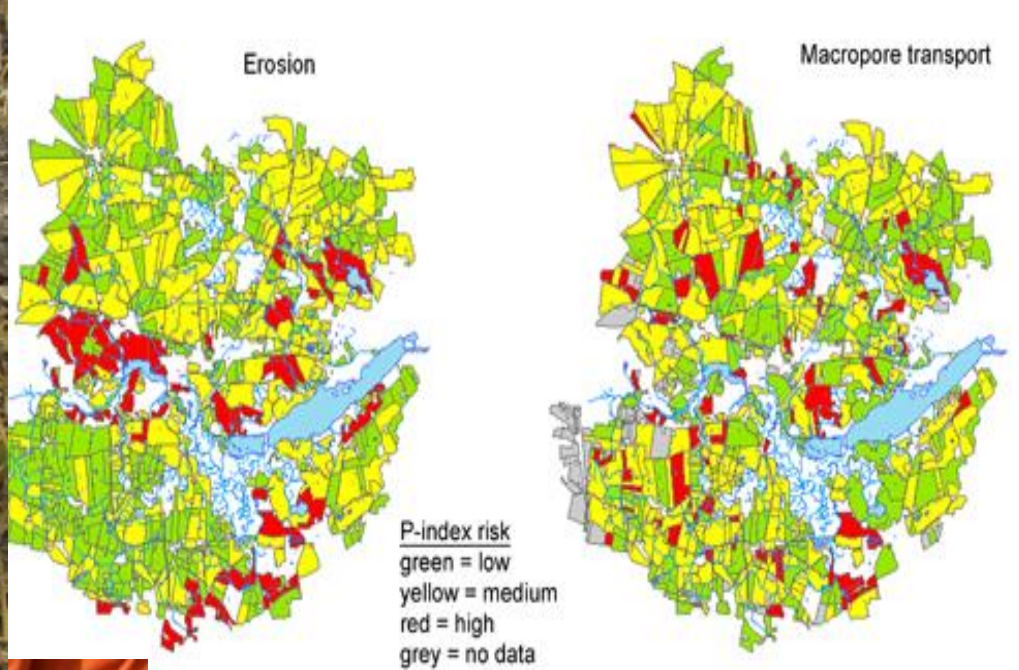 Erosion
Macropore transport
P-index risk
green = low
yellow = medium
red = high
grey = no data